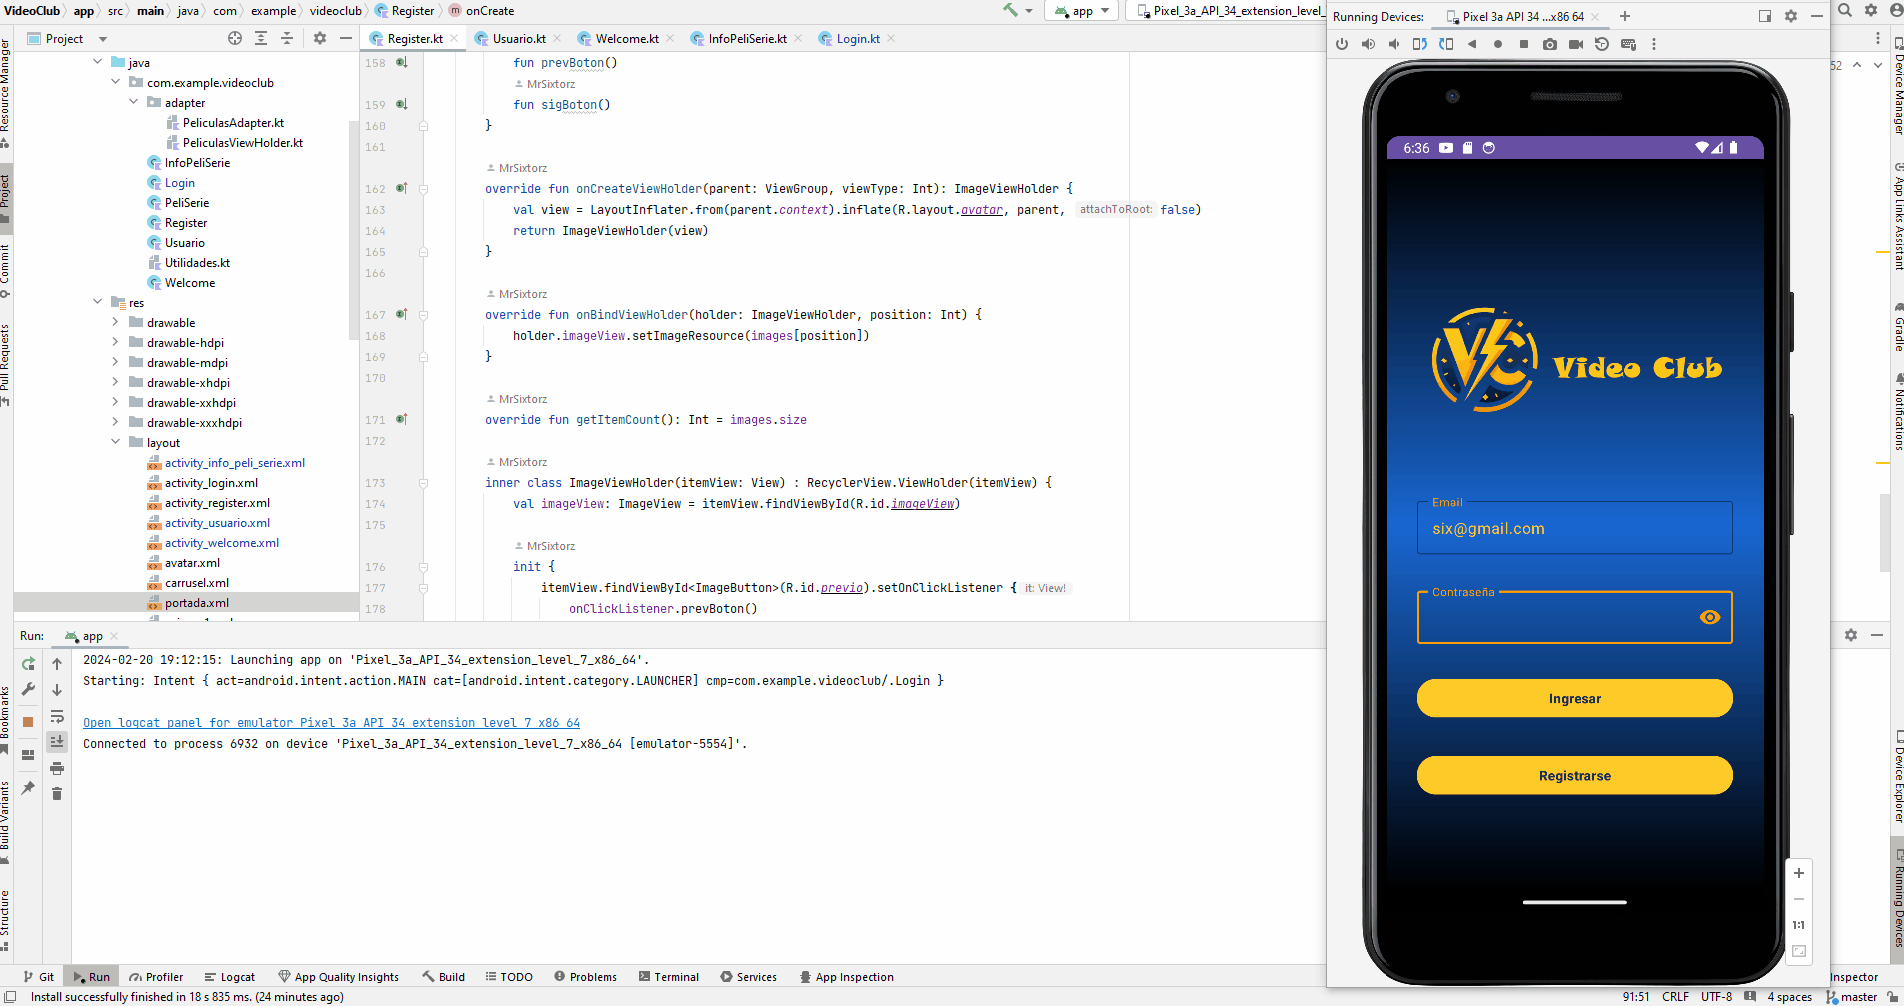 VideoClub app src main java com example videoclub Register onCreate
app Pixel_3a_API_34_extension_level_
Project
Register.kt Usuario.kt Welcome.kt InfoPeliSerie.kt Login.kt
java
com.example.videoclub
adapter
PeliculasAdapter.kt
PeliculasViewHolder.kt
InfoPeliSerie
Login
PeliSerie
Register
Usuario
Utilidades.kt
Welcome
res
drawable
drawable-hdpi
drawable-mdpi
drawable-xhdpi
drawable-xxhdpi
drawable-xxxhdpi
layout
activity_info_peli_serie.xml
activity_login.xml
activity_register.xml
activity_usuario.xml
activity_welcome.xml
avatar.xml
carrusel.xml
portada.xml
158 fun prevBoton()
MrSixtorz
159 fun sigBoton()
160 }
161
MrSixtorz
162 override fun onCreateViewHolder(parent: ViewGroup, viewType: Int): ImageViewHolder {
163 val view = LayoutInflater.from(parent.context).inflate(R.layout.avatar, parent, attachToRoot: false)
164 return ImageViewHolder(view)
165 }
166
MrSixtorz
167 override fun onBindViewHolder(holder: ImageViewHolder, position: Int) {
168 holder.imageView.setImageResource(images[position])
169 }
170
MrSixtorz
171 override fun getItemCount(): Int = images.size
172
MrSixtorz
173 inner class ImageViewHolder(itemView: View) : RecyclerView.ViewHolder(itemView) {
174 val imageView: ImageView = itemView.findViewById(R.id.imageView)
175
MrSixtorz
176 init {
177 itemView.findViewById<ImageButton>(R.id.previo).setOnClickListener { it: View!
178 onClickListener.prevBoton()
Resource Manager
Project
Commit
Pull Requests
Bookmarks
Build Variants
Structure
Run: app
2024-02-20 19:12:15: Launching app on 'Pixel_3a_API_34_extension_level_7_x86_64'.
Starting: Intent { act=android.intent.action.MAIN cat=[android.intent.category.LAUNCHER] cmp=com.example.videoclub/.Login }
Open logcat panel for emulator Pixel 3a API 34 extension level 7 x86 64
Connected to process 6932 on device 'Pixel_3a_API_34_extension_level_7_x86_64 [emulator-5554]'.
Running Devices: Pixel 3a API 34 ...x86 64
6:36
VC
Video Club
Email
six@gmail.com
Contraseña
Ingresar
Registrarse
1:1
52
Device Manager
App Links Assistant
Gradle
Notifications
Device Explorer
Running Devices
Git Run Profiler Logcat App Quality Insights Build TODO Problems Terminal Services App Inspection
Inspector
Install successfully finished in 18 s 835 ms. (24 minutes ago)
91:51 CRLF UTF-8 4 spaces master